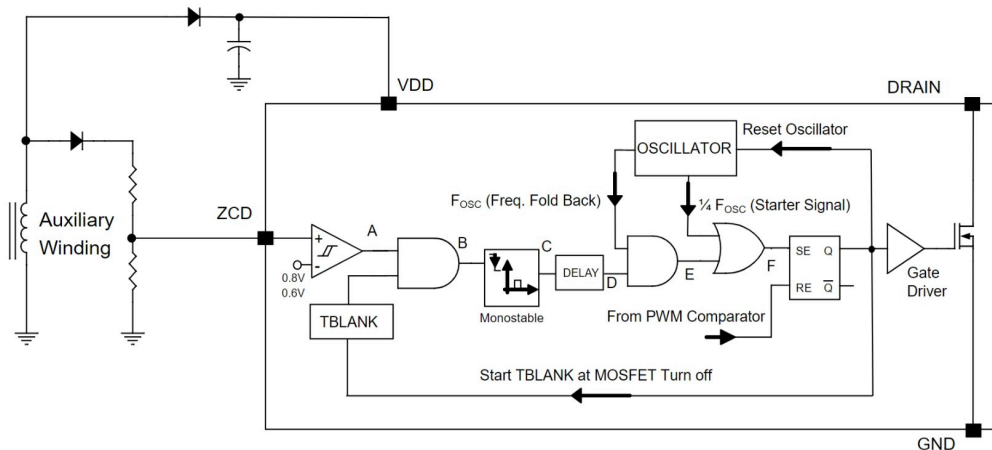 VDD
DRAIN
Reset Oscillator
OSCILLATOR
Auxiliary
Winding
ZCD
FOSC (Freq. Fold Back)
¼ FOSC (Starter Signal)
+
-
0.8V
0.6V
A
B
C
DELAY
D
E
F
SE Q
RE Q̅
Gate
Driver
TBLANK
Monostable
From PWM Comparator
Start TBLANK at MOSFET Turn off
GND